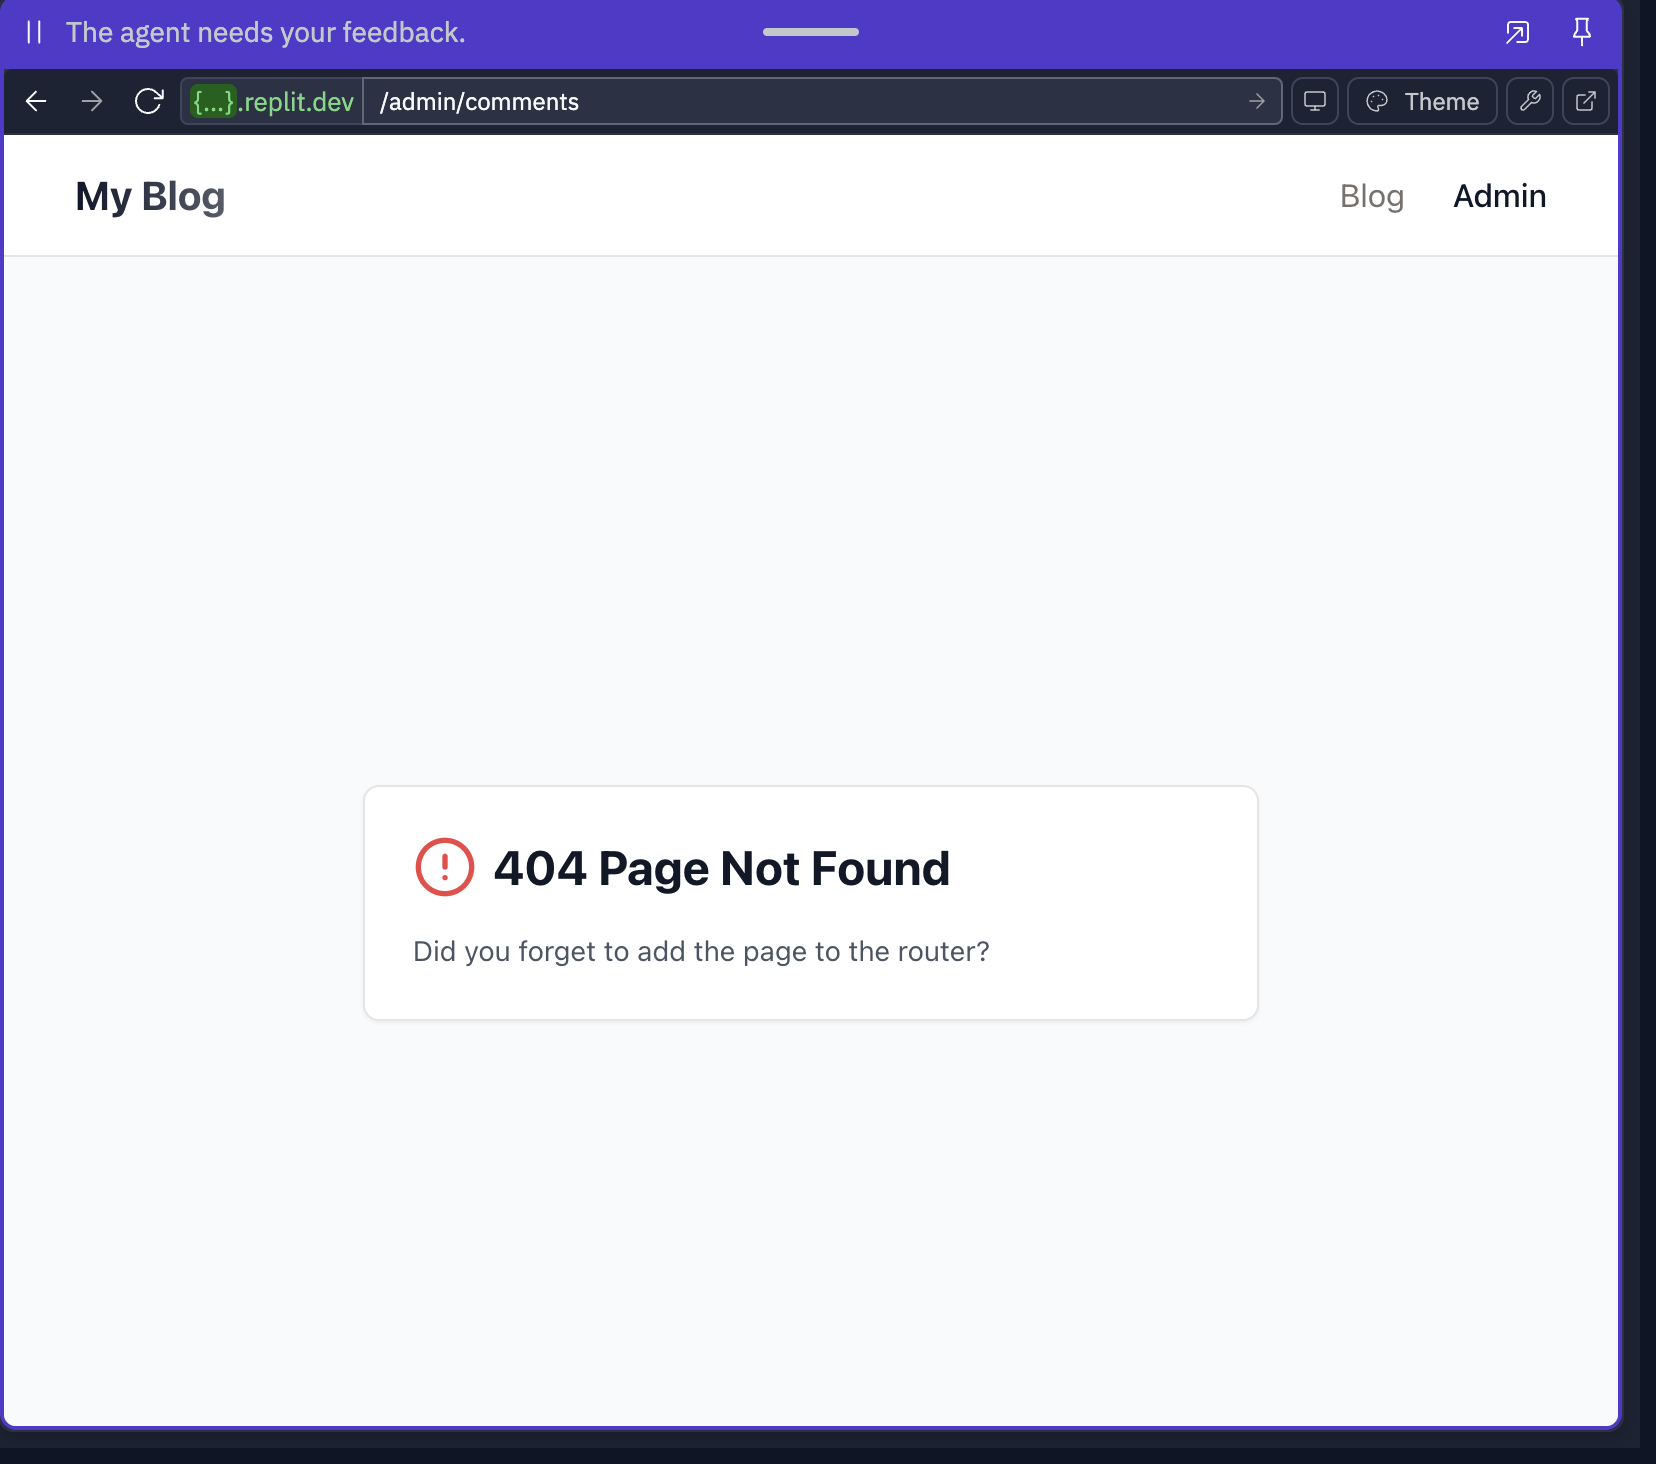 The agent needs your feedback.
{...}.replit.dev /admin/comments Theme
My Blog Blog Admin
404 Page Not Found
Did you forget to add the page to the router?